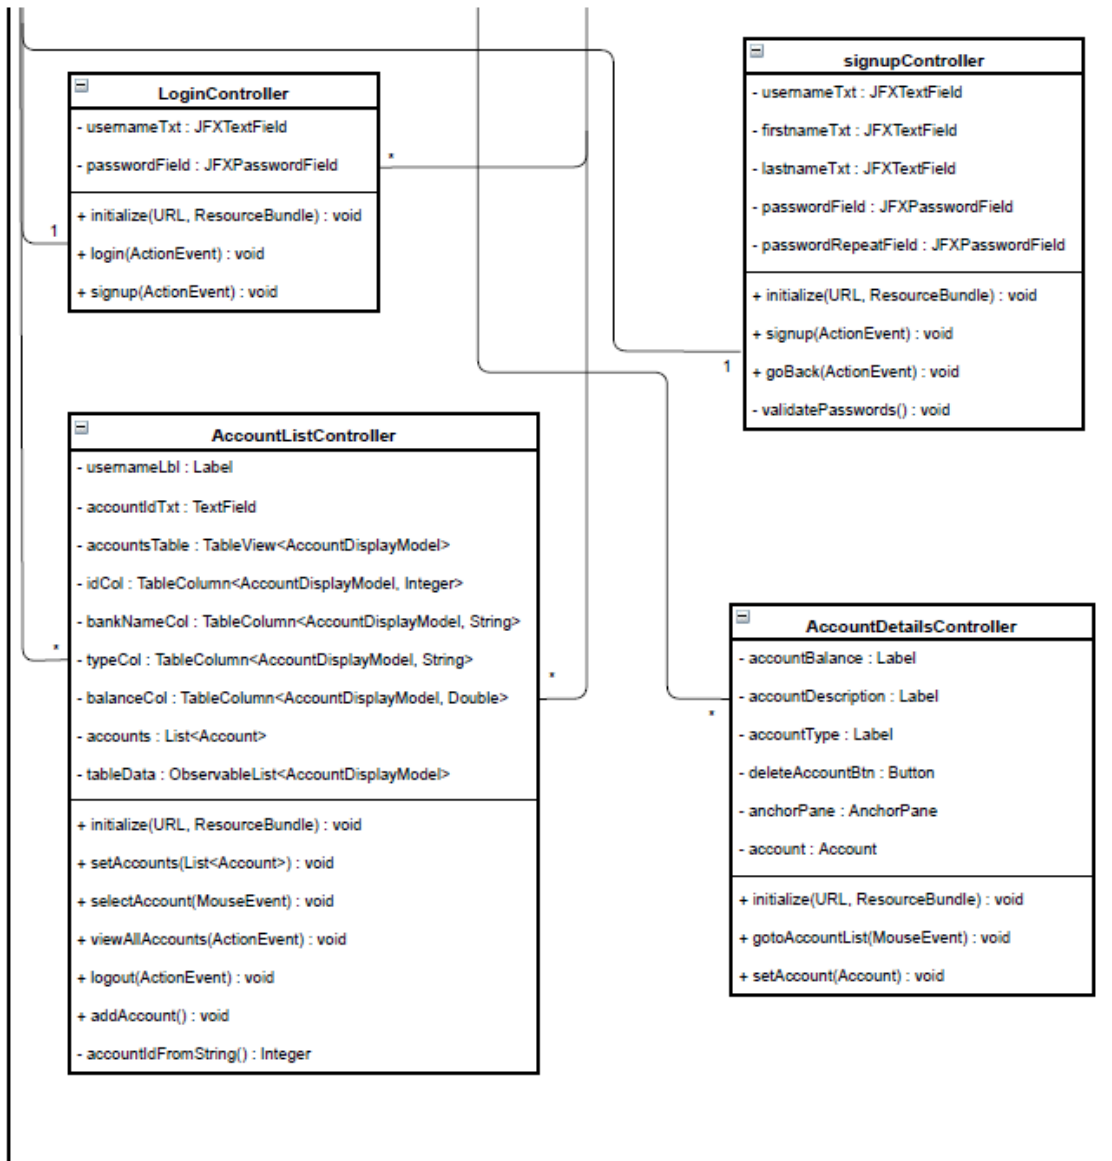 LoginController
- usernameTxt : JFXTextField
- passwordField : JFXPasswordField
+ initialize(URL, ResourceBundle) : void
+ login(ActionEvent) : void
+ signup(ActionEvent) : void
1
*
signupController
- usernameTxt : JFXTextField
- firstnameTxt : JFXTextField
- lastnameTxt : JFXTextField
- passwordField : JFXPasswordField
- passwordRepeatField : JFXPasswordField
+ initialize(URL, ResourceBundle) : void
+ signup(ActionEvent) : void
+ goBack(ActionEvent) : void
- validatePasswords() : void
1
AccountListController
- usernameLbl : Label
- accountIdTxt : TextField
- accountsTable : TableView<AccountDisplayModel>
- idCol : TableColumn<AccountDisplayModel, Integer>
- bankNameCol : TableColumn<AccountDisplayModel, String>
- typeCol : TableColumn<AccountDisplayModel, String>
- balanceCol : TableColumn<AccountDisplayModel, Double>
- accounts : List<Account>
- tableData : ObservableList<AccountDisplayModel>
+ initialize(URL, ResourceBundle) : void
+ setAccounts(List<Account>) : void
+ selectAccount(MouseEvent) : void
+ viewAllAccounts(ActionEvent) : void
+ logout(ActionEvent) : void
+ addAccount() : void
- accountIdFromString() : Integer
*
*
AccountDetailsController
- accountBalance : Label
- accountDescription : Label
- accountType : Label
- deleteAccountBtn : Button
- anchorPane : AnchorPane
- account : Account
+ initialize(URL, ResourceBundle) : void
+ gotoAccountList(MouseEvent) : void
+ setAccount(Account) : void
*